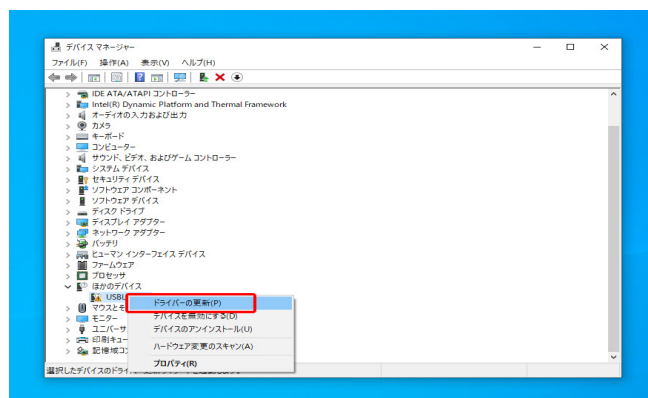 デバイス マネージャー
ファイル(F) 操作(A) 表示(V) ヘルプ(H)
IDE ATA/ATAPI コントローラー
Intel(R) Dynamic Platform and Thermal Framework
オーディオの入力および出力
カメラ
キーボード
コンピューター
サウンド、ビデオ、およびゲーム コントローラー
システム デバイス
セキュリティ デバイス
ソフトウェア コンポーネント
ソフトウェア デバイス
ディスク ドライブ
ディスプレイ アダプター
ネットワーク アダプター
バッテリ
ヒューマン インターフェイス デバイス
ファームウェア
プロセッサ
ほかのデバイス
USB
ドライバーの更新(P)
マウスと
デバイスを無効にする(D)
モニター
ユニバーサ
デバイスのアンインストール(U)
印刷キュー
ハードウェア変更のスキャン(A)
記憶域コ
プロパティ(R)
選択したデバイスのドライ